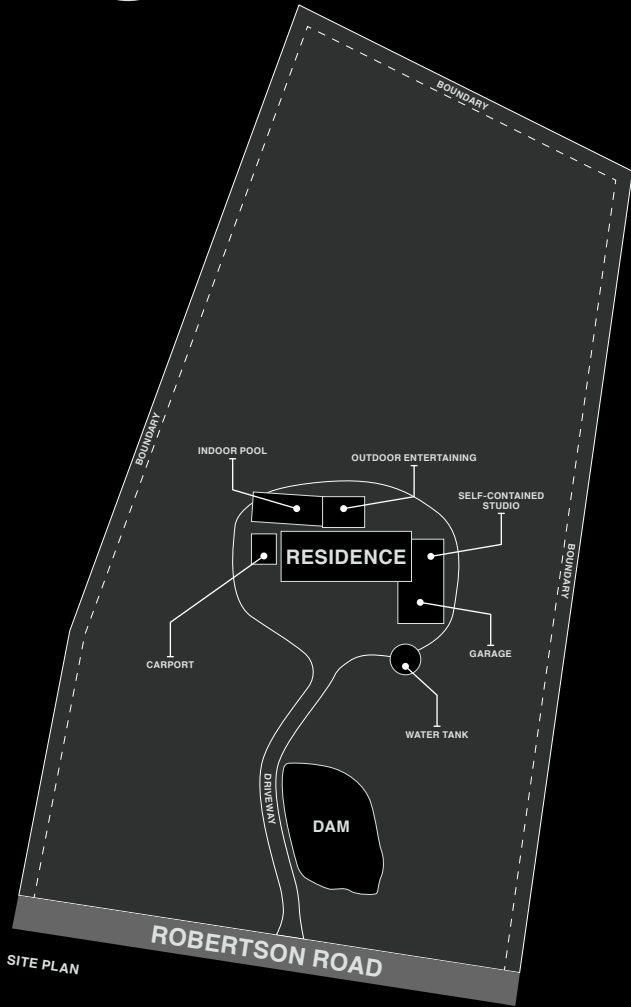 BOUNDARY
BOUNDARY
INDOOR POOL
OUTDOOR ENTERTAINING
SELF-CONTAINED
STUDIO
RESIDENCE
BOUNDARY
CARPORT
GARAGE
WATER TANK
DRIVEWAY
DAM
ROBERTSON ROAD
SITE PLAN